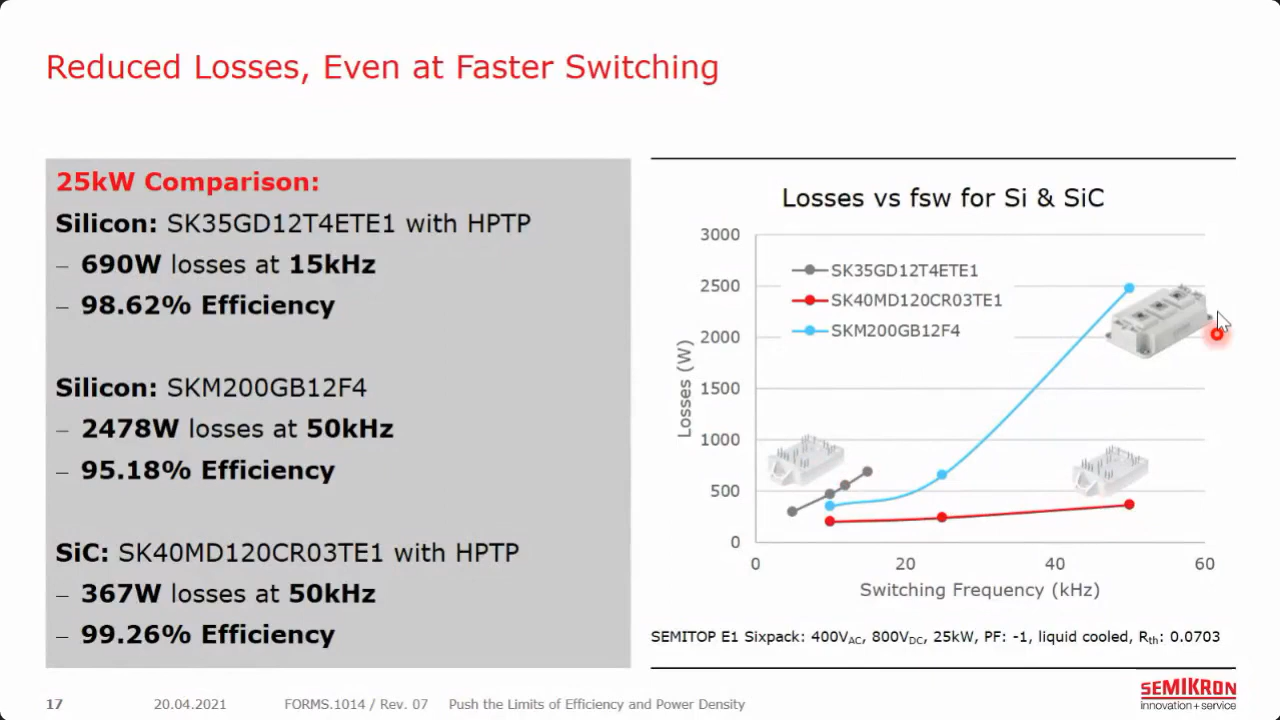 Reduced Losses, Even at Faster Switching
25kW Comparison:
Silicon: SK35GD12T4ETE1 with HPTP
– 690W losses at 15kHz
– 98.62% Efficiency
Silicon: SKM200GB12F4
– 2478W losses at 50kHz
– 95.18% Efficiency
SiC: SK40MD120CR03TE1 with HPTP
– 367W losses at 50kHz
– 99.26% Efficiency
Losses vs fsw for Si & SiC
3000
2500
2000
1500
1000
500
0
Losses (W)
SK35GD12T4ETE1
SK40MD120CR03TE1
SKM200GB12F4
0 20 40 60
Switching Frequency (kHz)
SEMITOP E1 Sixpack: 400VAC, 800VDC, 25kW, PF: -1, liquid cooled, Rth: 0.0703
17 20.04.2021 FORMS.1014 / Rev. 07 Push the Limits of Efficiency and Power Density
SEMIKRON
innovation+service